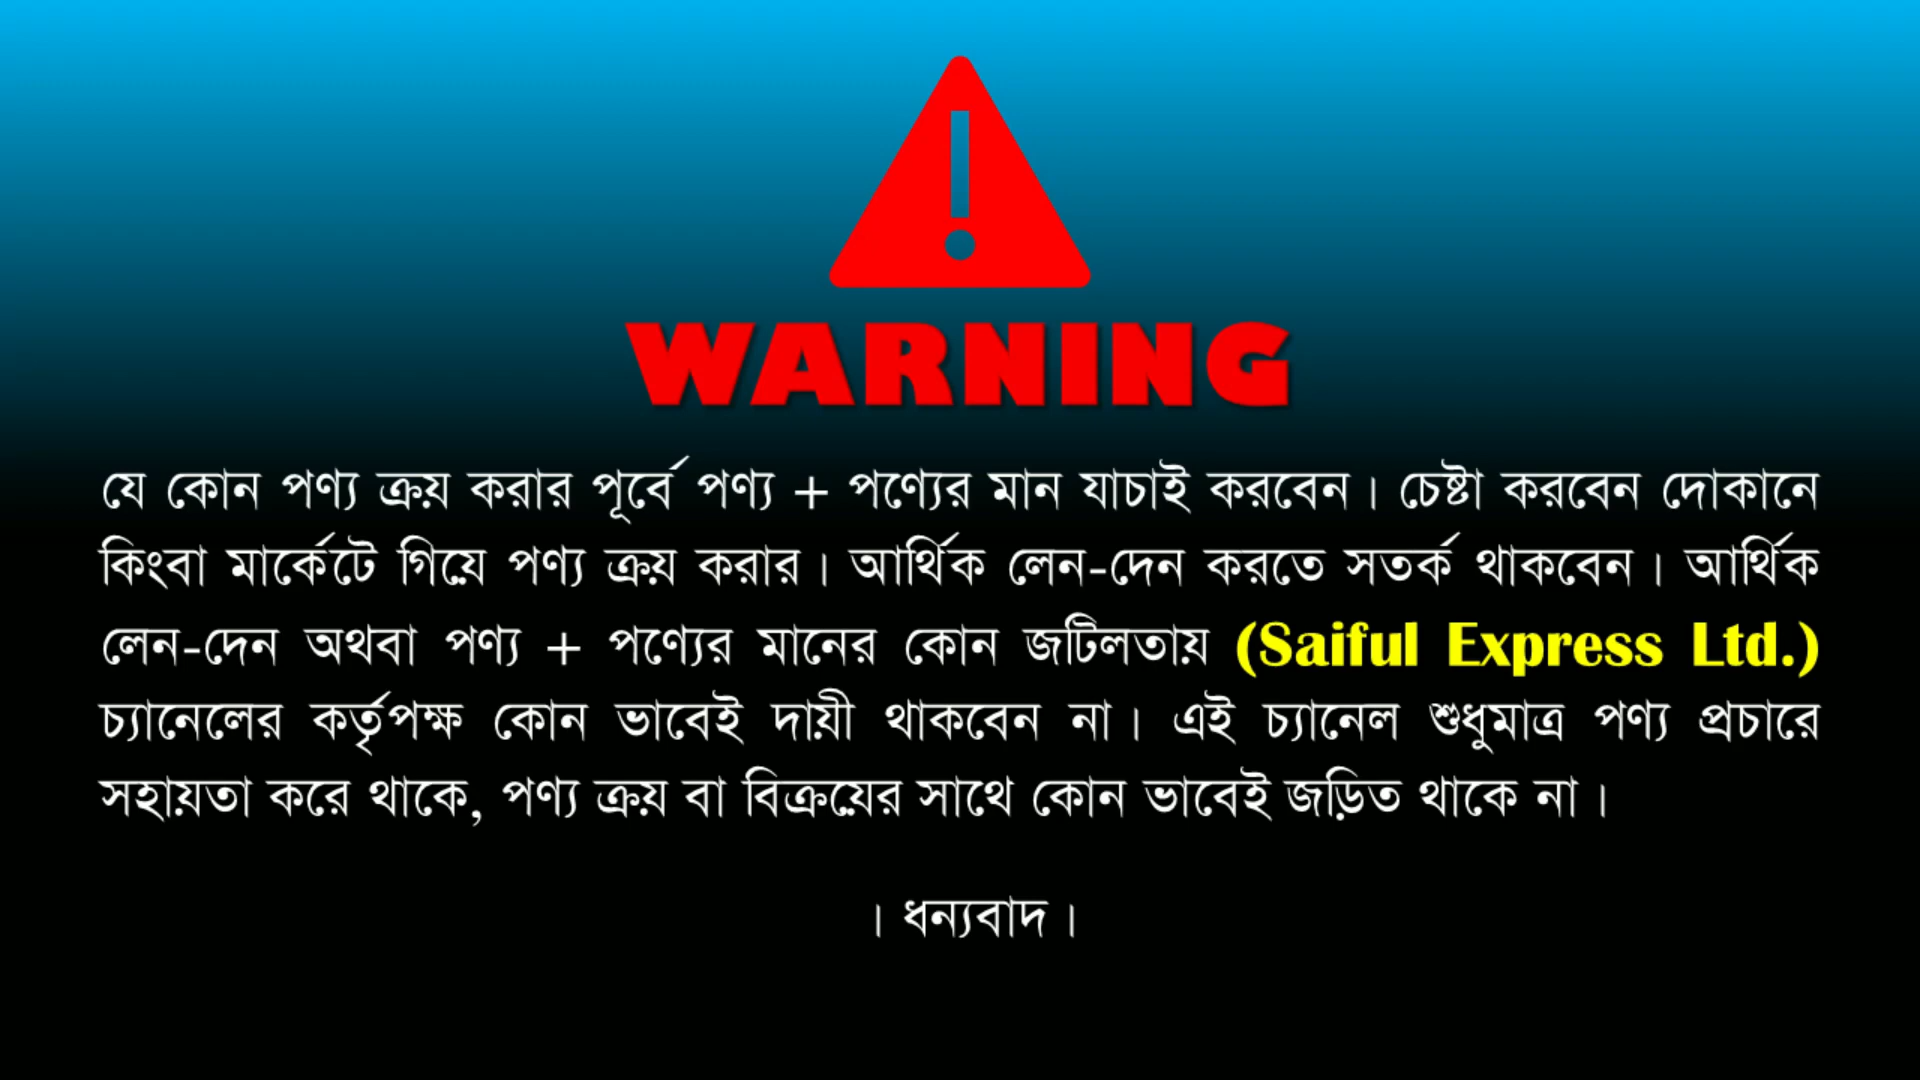 WARNING
যে কোন পণ্য ক্রয় করার পূর্বে পণ্য + পণ্যের মান যাচাই করবেন। চেষ্টা করবেন দোকানে
কিংবা মার্কেটে গিয়ে পণ্য ক্রয় করার। আর্থিক লেন-দেন করতে সতর্ক থাকবেন। আর্থিক
লেন-দেন অথবা পণ্য + পণ্যের মানের কোন জটিলতায় (Saiful Express Ltd.)
চ্যানেলের কর্তৃপক্ষ কোন ভাবেই দায়ী থাকবেন না। এই চ্যানেল শুধুমাত্র পণ্য প্রচারে
সহায়তা করে থাকে, পণ্য ক্রয় বা বিক্রয়ের সাথে কোন ভাবেই জড়িত থাকে না।
। ধন্যবাদ ।